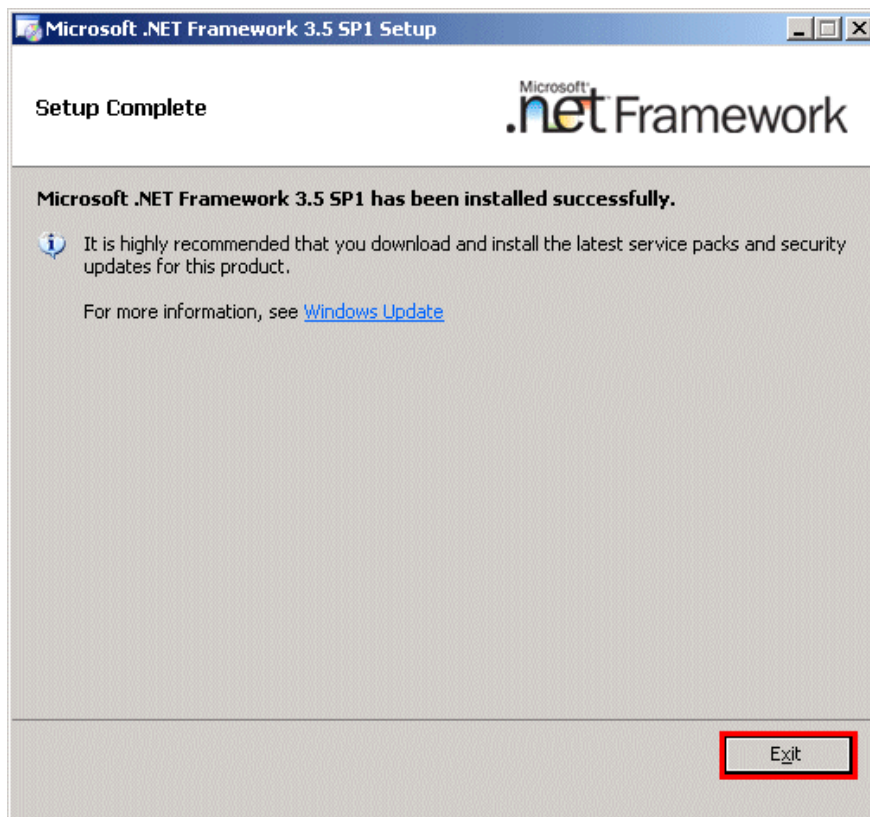 Microsoft .NET Framework 3.5 SP1 Setup
Setup Complete
Microsoft
.net Framework
Microsoft .NET Framework 3.5 SP1 has been installed successfully.
It is highly recommended that you download and install the latest service packs and security
updates for this product.
For more information, see Windows Update
Exit